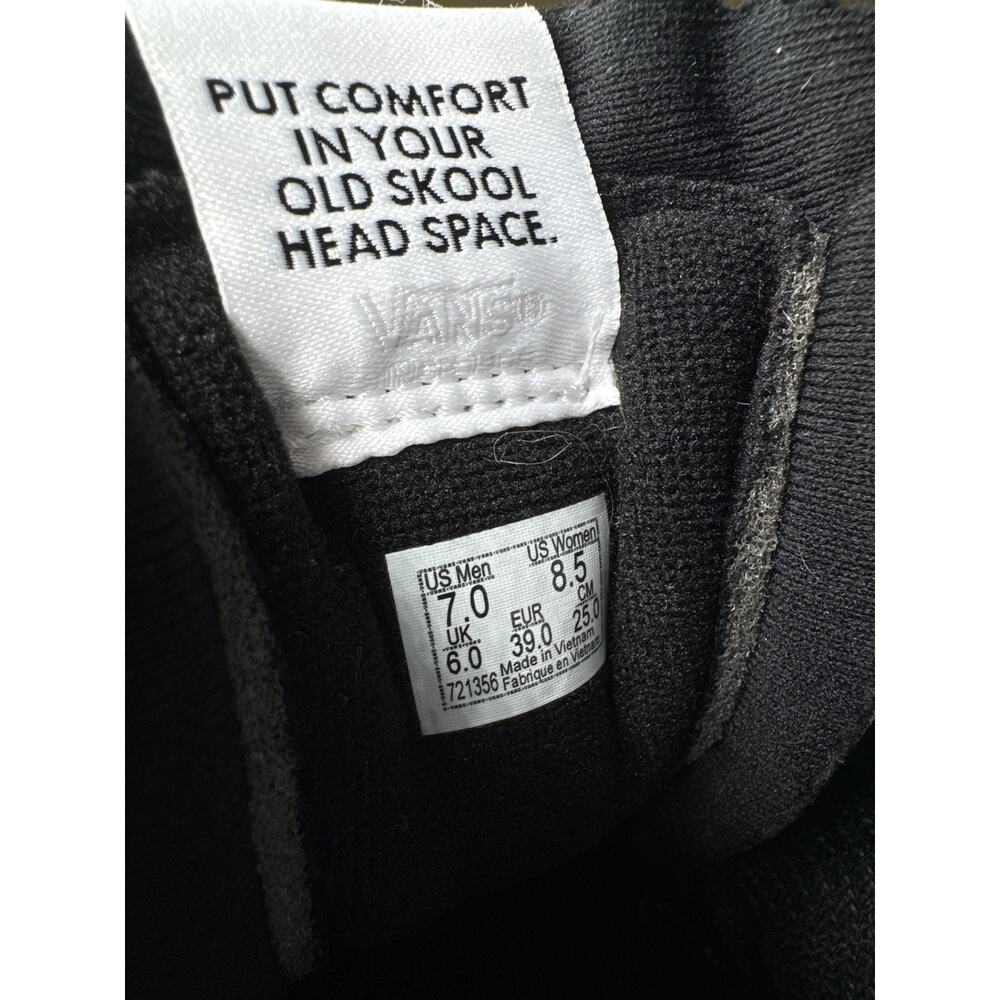 PUT COMFORT
IN YOUR
OLD SKOOL
HEAD SPACE.
VANS
US Men US Women
7.0 8.5
UK EUR CM
6.0 39.0 25.0
721356 Made in Vietnam
Fabrique en Vietnam